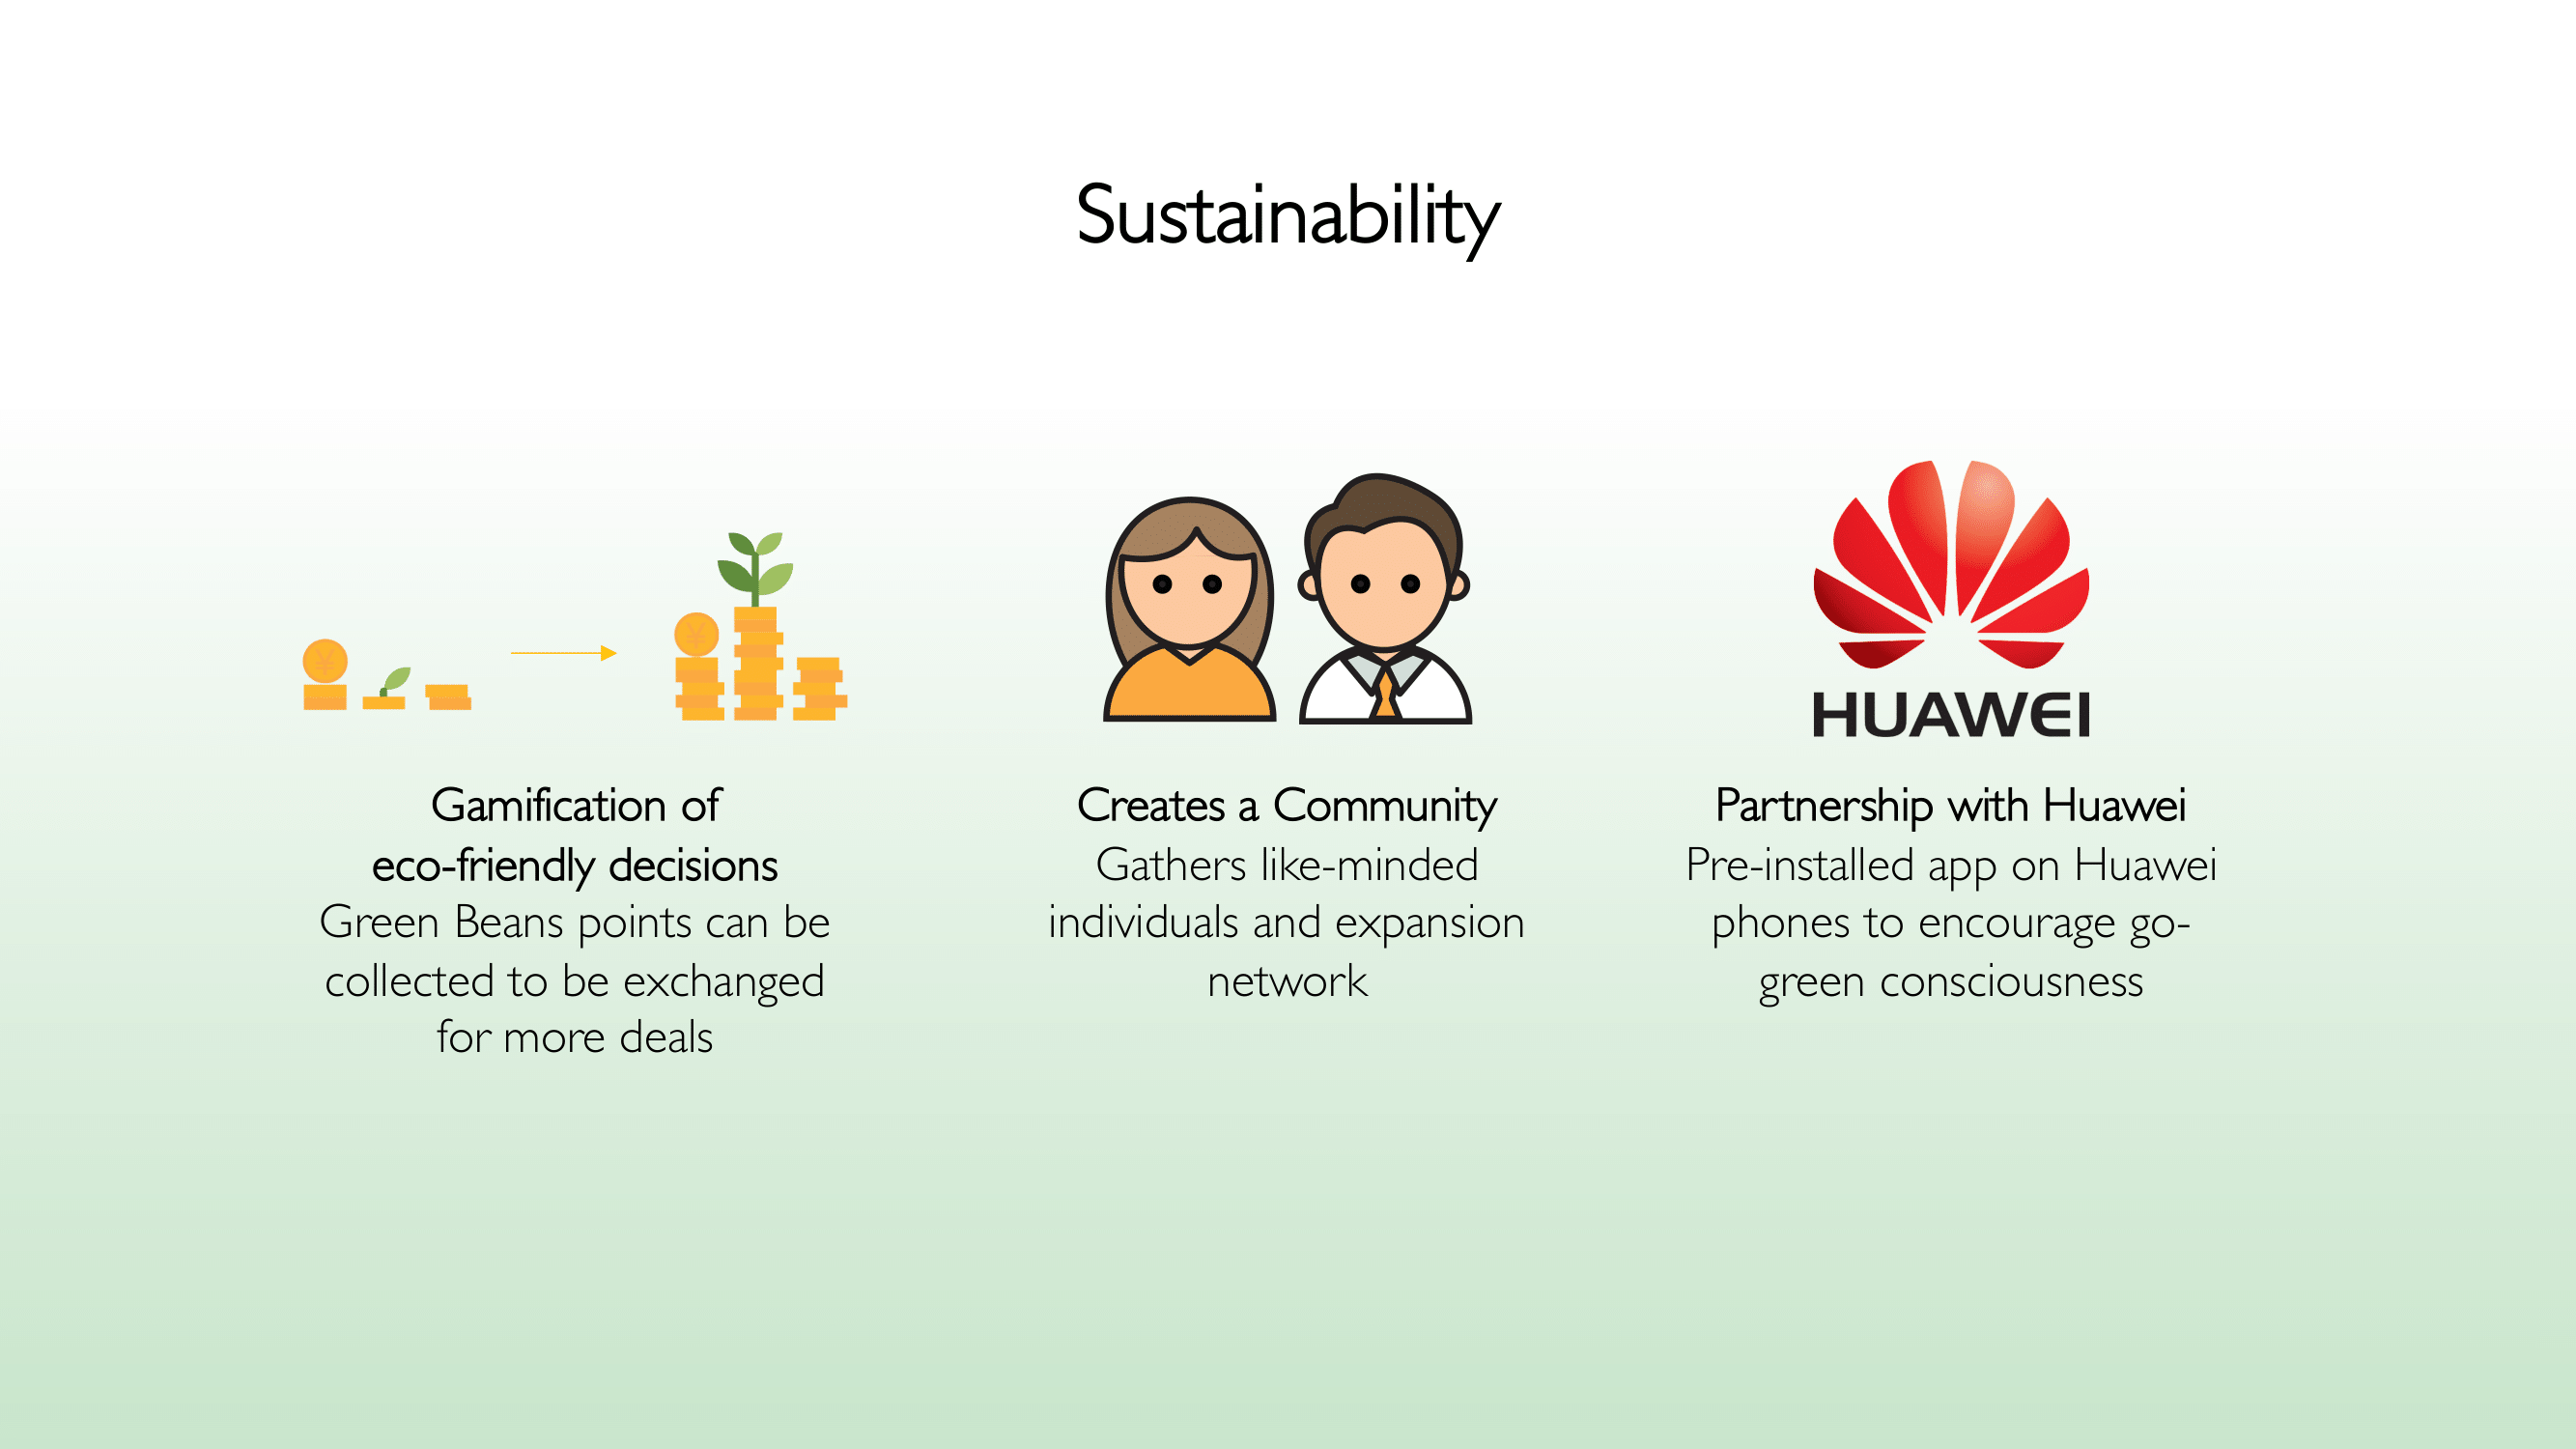 Sustainability
HUAWEI
Gamification of
eco-friendly decisions
Green Beans points can be
collected to be exchanged
for more deals
Creates a Community
Gathers like-minded
individuals and expansion
network
Partnership with Huawei
Pre-installed app on Huawei
phones to encourage go-
green consciousness